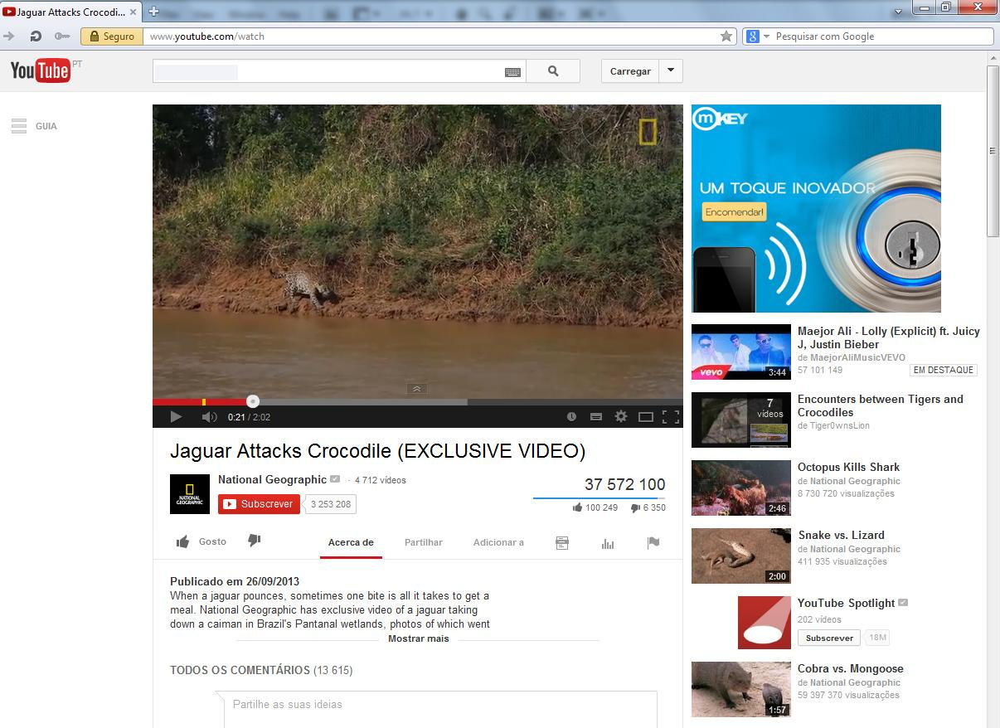 Jaguar Attacks Crocodi...
Seguro
www.youtube.com/watch
Pesquisar com Google
YouTube PT
Carregar
GUIA
0:21 / 2:02
Jaguar Attacks Crocodile (EXCLUSIVE VIDEO)
NATIONAL GEOGRAPHIC
National Geographic · 4 712 vídeos
Subscrever 3 253 208
37 572 100
100 249 6 350
Gosto
Acerca de Partilhar Adicionar a
Publicado em 26/09/2013
When a jaguar pounces, sometimes one bite is all it takes to get a
meal. National Geographic has exclusive video of a jaguar taking
down a caiman in Brazil's Pantanal wetlands, photos of which went
Mostrar mais
TODOS OS COMENTÁRIOS (13 615)
Partilhe as suas ideias
mKEY
UM TOQUE INOVADOR
Encomendar!
vevo
3:44
Maejor Ali - Lolly (Explicit) ft. Juicy
J, Justin Bieber
de MaejorAliMusicVEVO
57 101 149
EM DESTAQUE
7
vídeos
Encounters between Tigers and
Crocodiles
de Tiger0wnsLion
2:46
Octopus Kills Shark
de National Geographic
8 730 720 visualizações
2:00
Snake vs. Lizard
de National Geographic
411 935 visualizações
YouTube Spotlight
202 vídeos
Subscrever 18M
1:57
Cobra vs. Mongoose
de National Geographic
59 397 370 visualizações